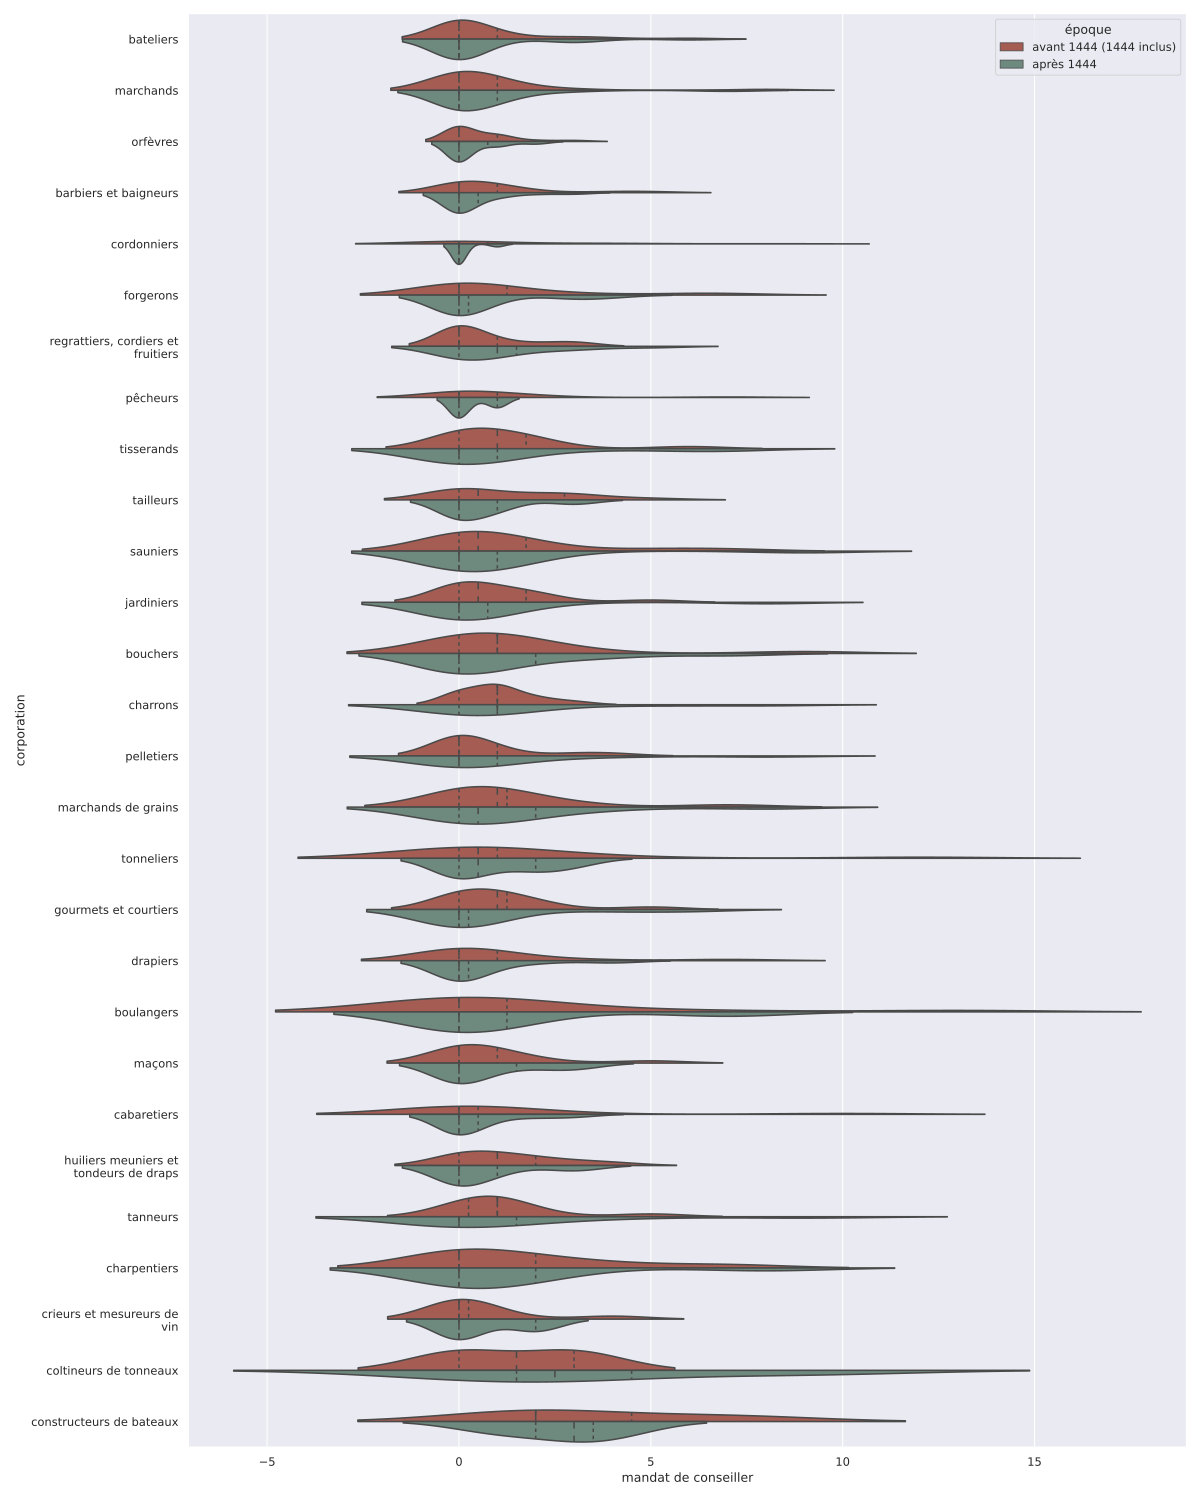 époque
avant 1444 (1444 inclus)
après 1444
corporation
bateliers
marchands
orfèvres
barbiers et baigneurs
cordonniers
forgerons
regrattiers, cordiers et
fruitiers
pêcheurs
tisserands
tailleurs
sauniers
jardiniers
bouchers
charrons
pelletiers
marchands de grains
tonneliers
gourmets et courtiers
drapiers
boulangers
maçons
cabaretiers
huiliers meuniers et
tondeurs de draps
tanneurs
charpentiers
crieurs et mesureurs de
vin
coltineurs de tonneaux
constructeurs de bateaux
−5 0 5 10 15
mandat de conseiller